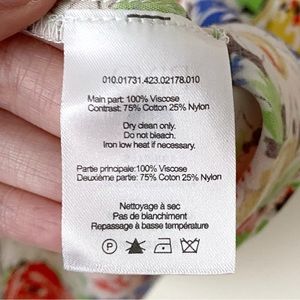 010.01731.423.02178.010
Main part: 100% Viscose
Contrast: 75% Cotton 25% Nylon
Dry clean only.
Do not bleach.
Iron low heat if necessary.
Partie principale:100% Viscose
Deuxième partie: 75% Coton 25% Nylon
Nettoyage à sec
Pas de blanchiment
Repassage à basse température
P